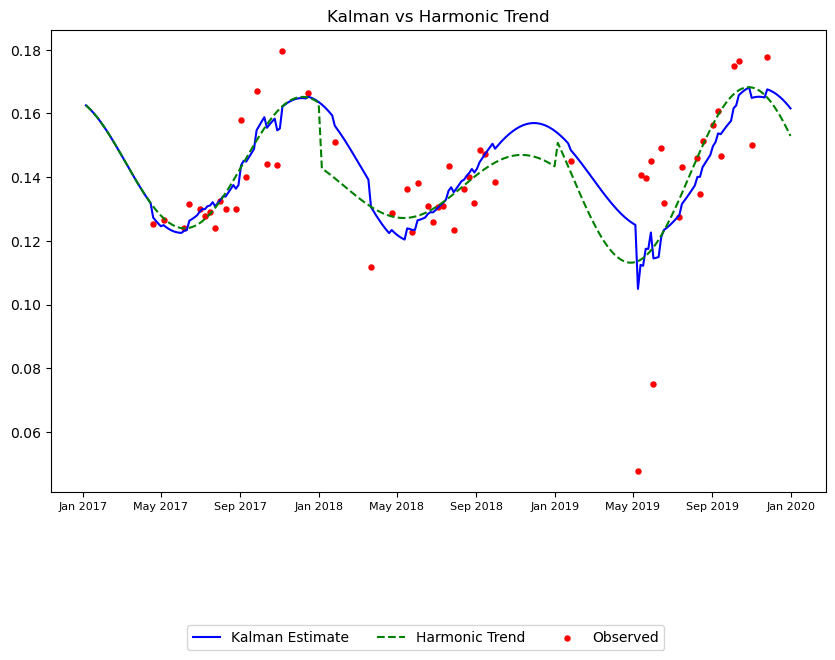 Kalman vs Harmonic Trend
0.18
0.16
0.14
0.12
0.10
0.08
0.06
Jan 2017 May 2017 Sep 2017 Jan 2018 May 2018 Sep 2018 Jan 2019 May 2019 Sep 2019 Jan 2020
Kalman Estimate Harmonic Trend Observed